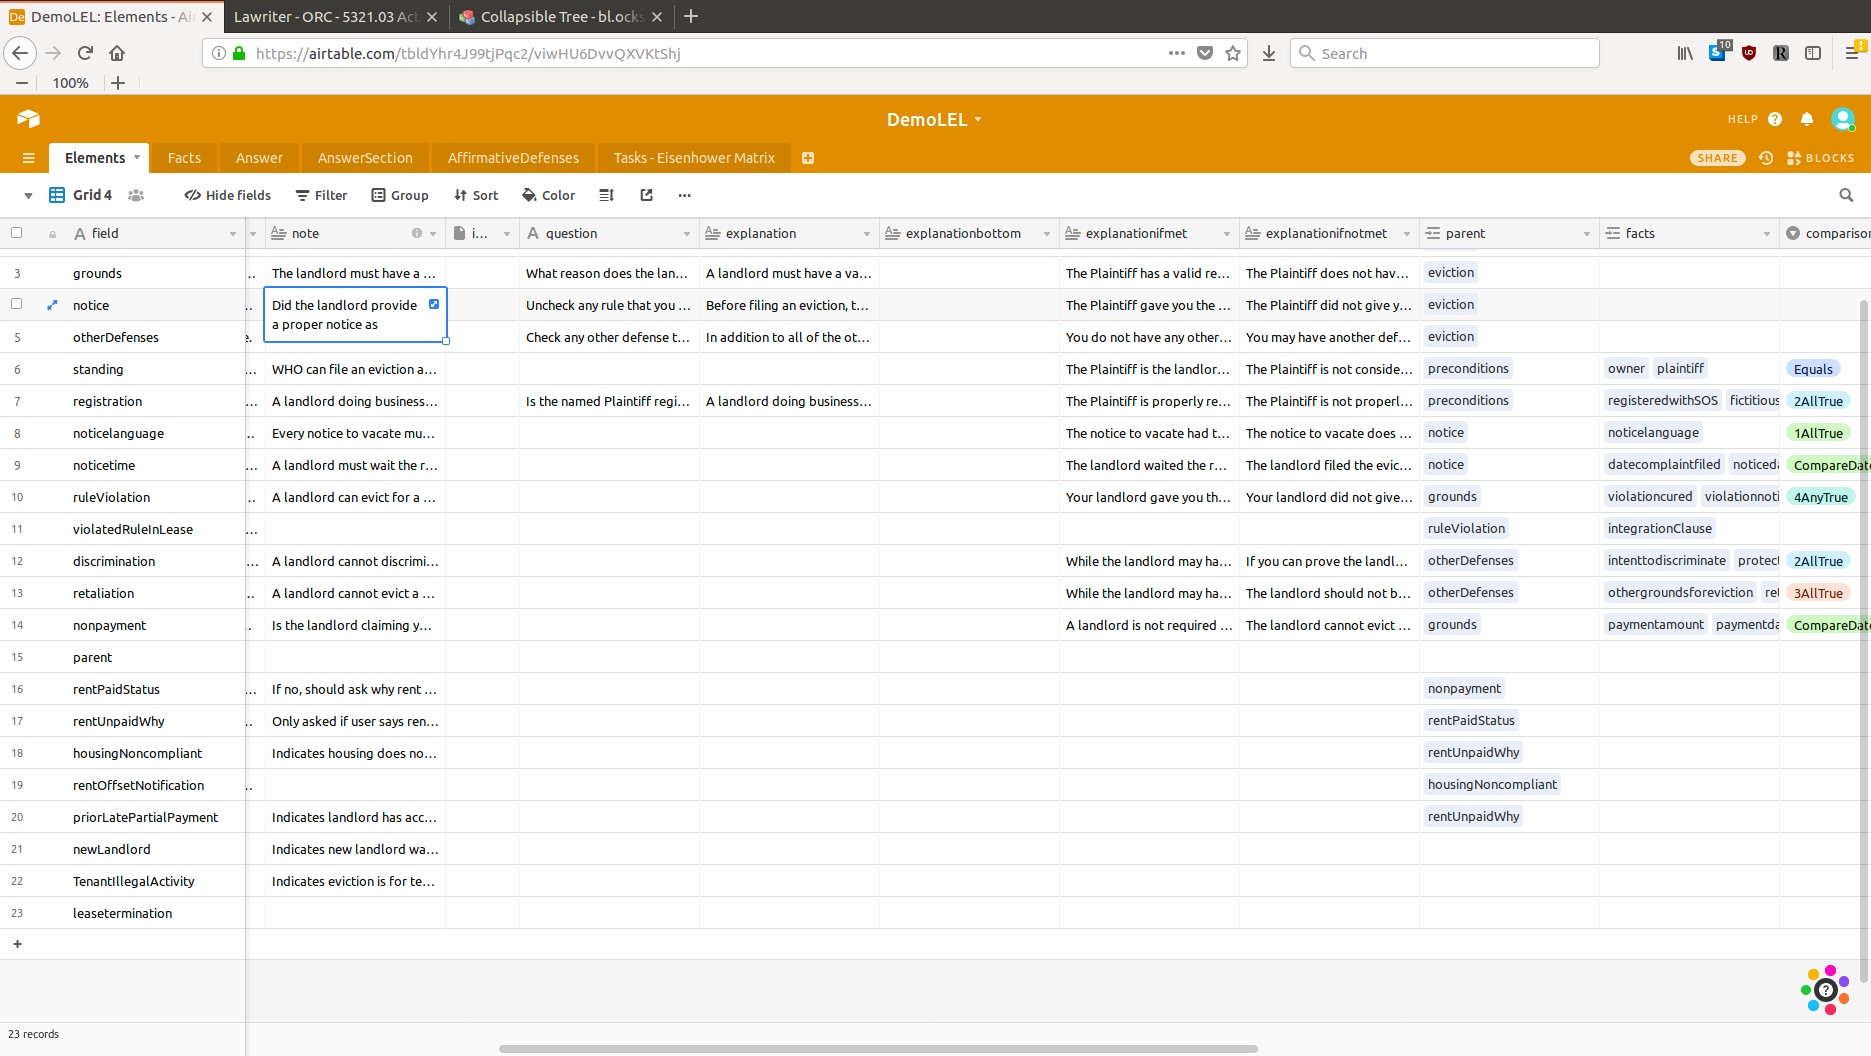 DemoLEL: Elements - Ai
Lawriter - ORC - 5321.03 Act
Collapsible Tree - bl.ocks
https://airtable.com/tbldYhr4J99tjPqc2/viwHU6DvvQXVKtShj
Search
10
100%
DemoLEL
HELP
Elements
Facts
Answer
AnswerSection
AffirmativeDefenses
Tasks - Eisenhower Matrix
SHARE
BLOCKS
Grid 4
Hide fields
Filter
Group
Sort
Color
field note i... question explanation explanationbottom explanationifmet explanationifnotmet parent facts comparison
3 grounds .. The landlord must have a ... What reason does the lan... A landlord must have a va... The Plaintiff has a valid re... The Plaintiff does not hav... eviction
notice .. Did the landlord provide a proper notice as Uncheck any rule that you ... Before filing an eviction, t... The Plaintiff gave you the ... The Plaintiff did not give y... eviction
5 otherDefenses e. Check any other defense t... In addition to all of the ot... You do not have any other... You may have another def... eviction
6 standing ... WHO can file an eviction a... The Plaintiff is the landlor... The Plaintiff is not conside... preconditions owner plaintiff Equals
7 registration ... A landlord doing business... Is the named Plaintiff regi... A landlord doing business... The Plaintiff is properly re... The Plaintiff is not properl... preconditions registeredwithSOS fictitious 2AllTrue
8 noticelanguage .. Every notice to vacate mu... The notice to vacate had t... The notice to vacate does ... notice noticelanguage 1AllTrue
9 noticetime ... A landlord must wait the r... The landlord waited the r... The landlord filed the evic... notice datecomplaintfiled noticeda CompareDate
10 ruleViolation .. A landlord can evict for a ... Your landlord gave you th... Your landlord did not give... grounds violationcured violationnoti 4AnyTrue
11 violatedRuleInLease ... ruleViolation integrationClause
12 discrimination ... A landlord cannot discrimi... While the landlord may ha... If you can prove the landl... otherDefenses intenttodiscriminate protect 2AllTrue
13 retaliation .. A landlord cannot evict a ... While the landlord may ha... The landlord should not b... otherDefenses othergroundsforeviction rel 3AllTrue
14 nonpayment . Is the landlord claiming y... A landlord is not required ... The landlord cannot evict ... grounds paymentamount paymentda CompareDate
15 parent
16 rentPaidStatus ... If no, should ask why rent ... nonpayment
17 rentUnpaidWhy .. Only asked if user says ren... rentPaidStatus
18 housingNoncompliant .. Indicates housing does no... rentUnpaidWhy
19 rentOffsetNotification .. housingNoncompliant
20 priorLatePartialPayment Indicates landlord has acc... rentUnpaidWhy
21 newLandlord Indicates new landlord wa...
22 TenantIllegalActivity Indicates eviction is for te...
23 leasetermination
+
23 records